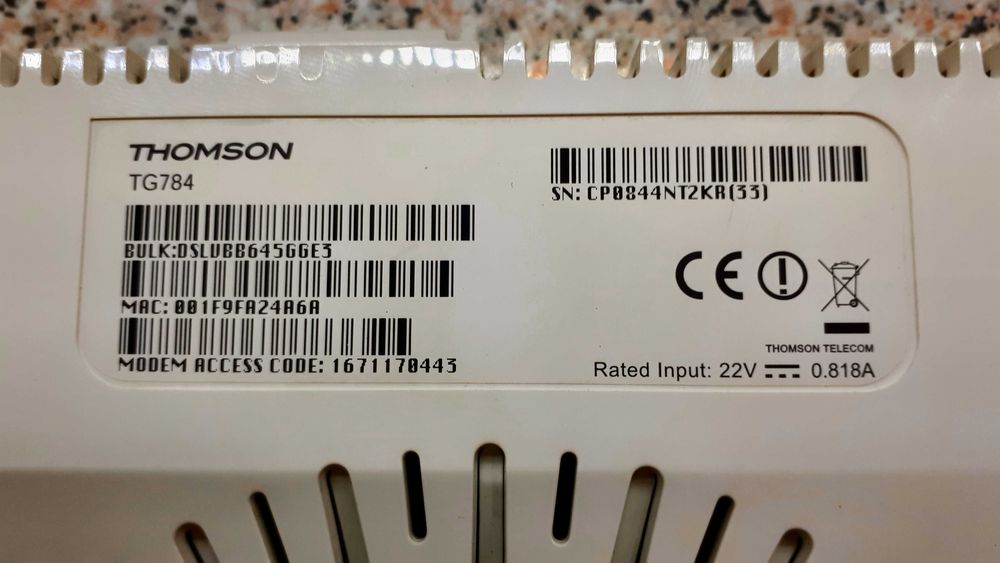 THOMSON
TG784
BULK:DSLVBB645GGE3
MAC: 001F9FA24A6A
MODEM ACCESS CODE: 1671170443
SN: CP0844NT2KR(33)
CE
THOMSON TELECOM
Rated Input: 22V 0.818A